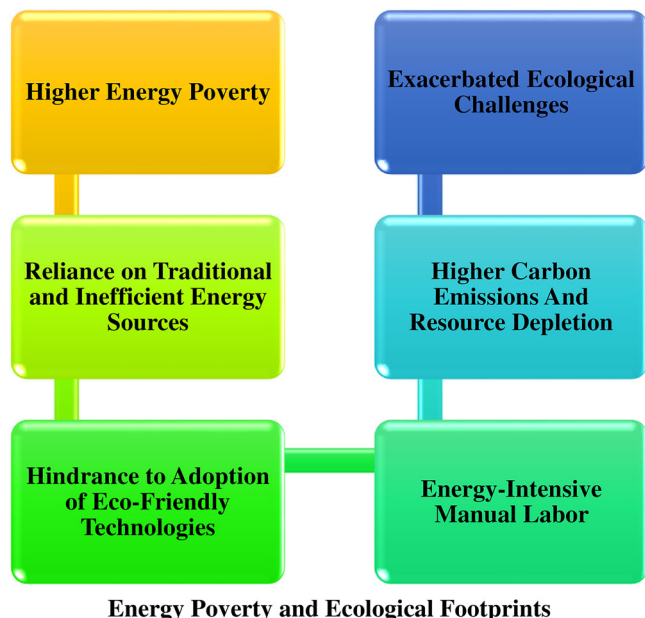 Higher Energy Poverty
Reliance on Traditional
and Inefficient Energy
Sources
Hindrance to Adoption
of Eco-Friendly
Technologies
Energy-Intensive
Manual Labor
Higher Carbon
Emissions And
Resource Depletion
Exacerbated Ecological
Challenges
Energy Poverty and Ecological Footprints